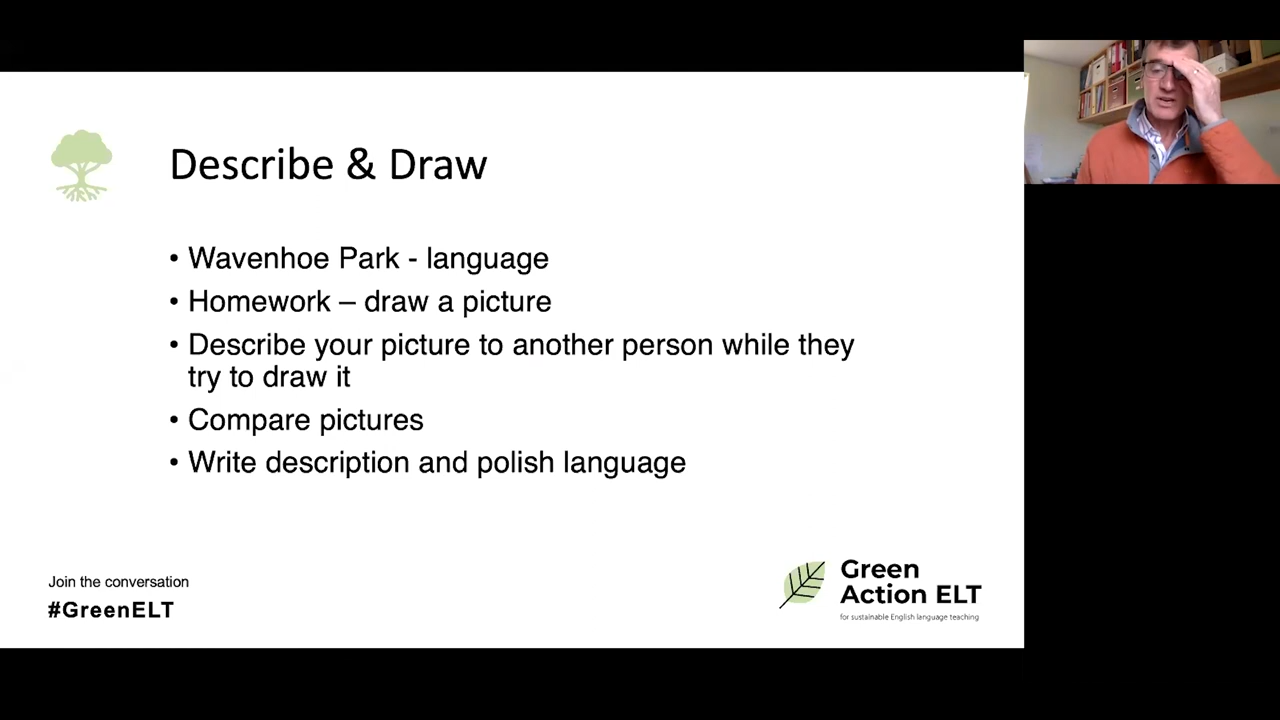 Describe & Draw
• Wavenhoe Park - language
• Homework – draw a picture
• Describe your picture to another person while they
try to draw it
• Compare pictures
• Write description and polish language
Join the conversation
#GreenELT
Green
Action ELT
for sustainable English language teaching